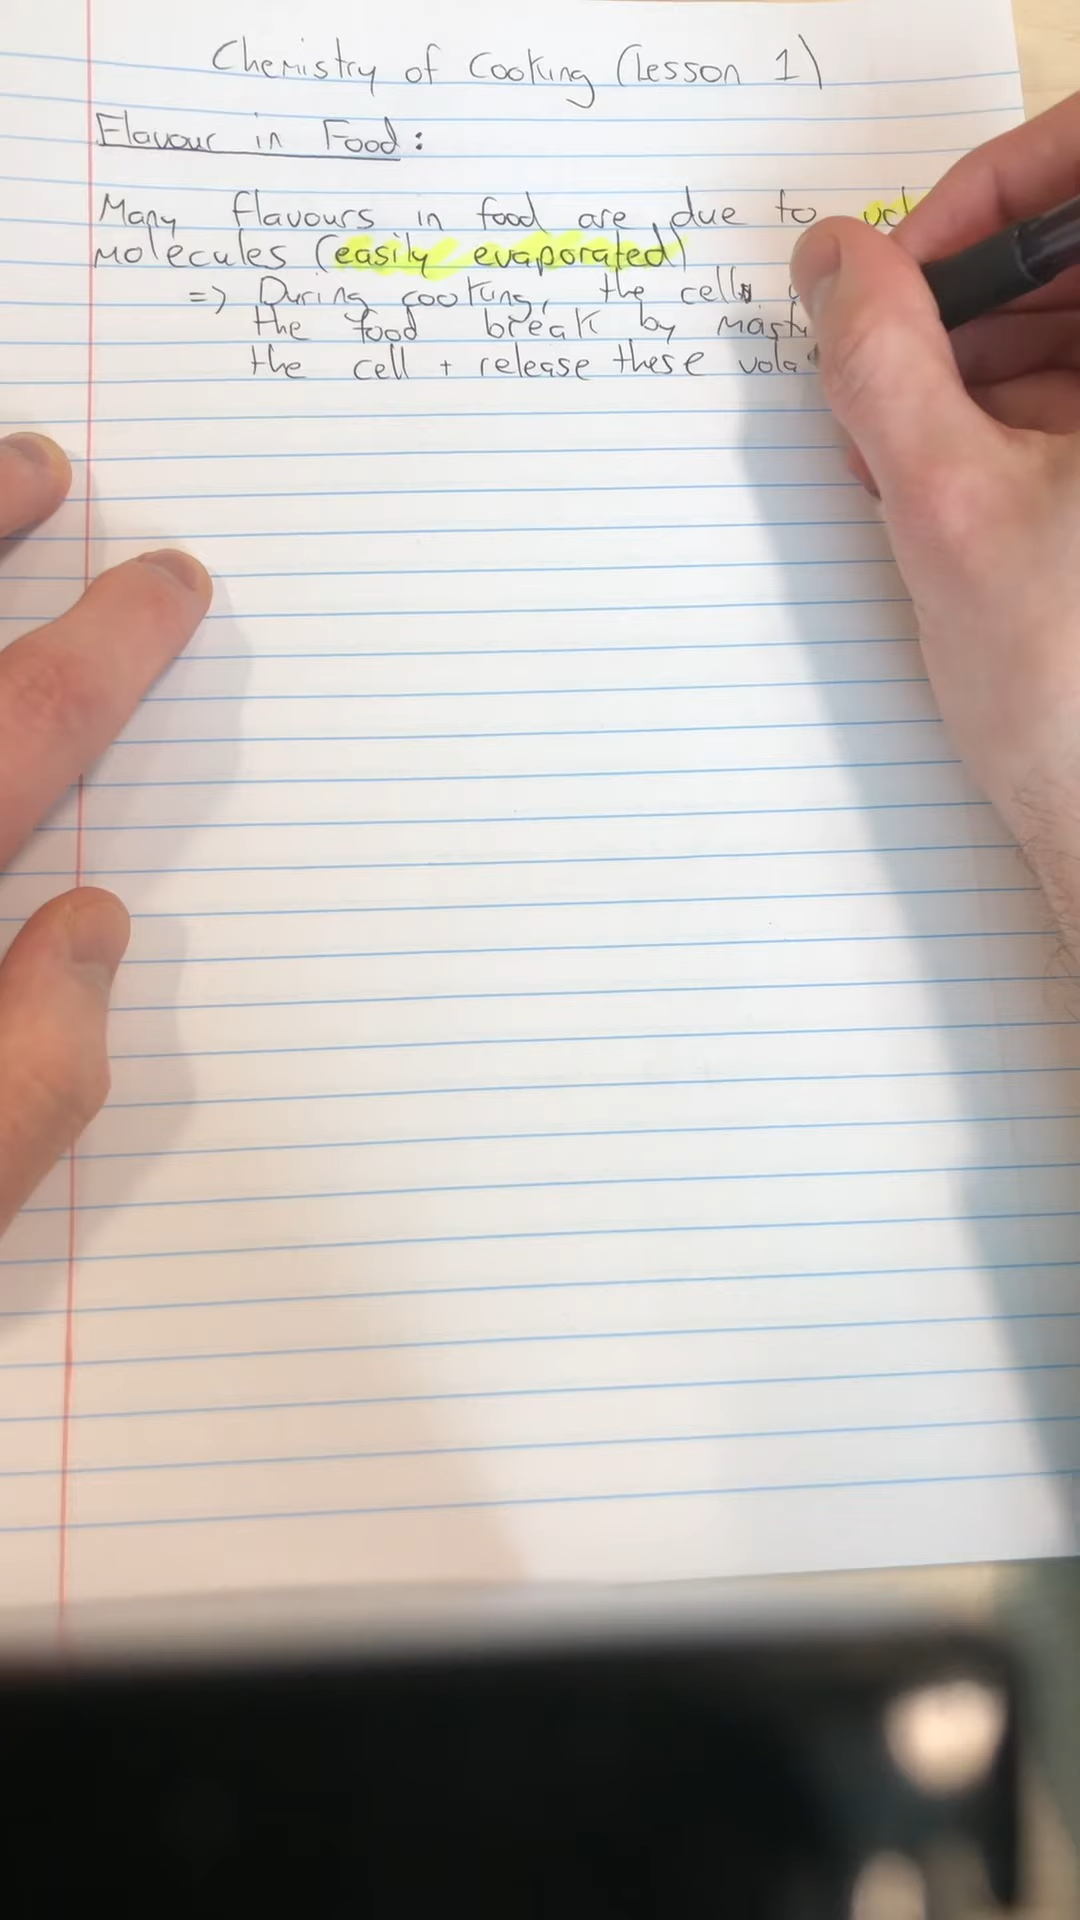 Chemistry of Cooking (Lesson 1)
Flavour in Food:
Many flavours in food are due to
molecules (easily evaporated)
=> During cooking, the cells
the food break by
the cell + release these